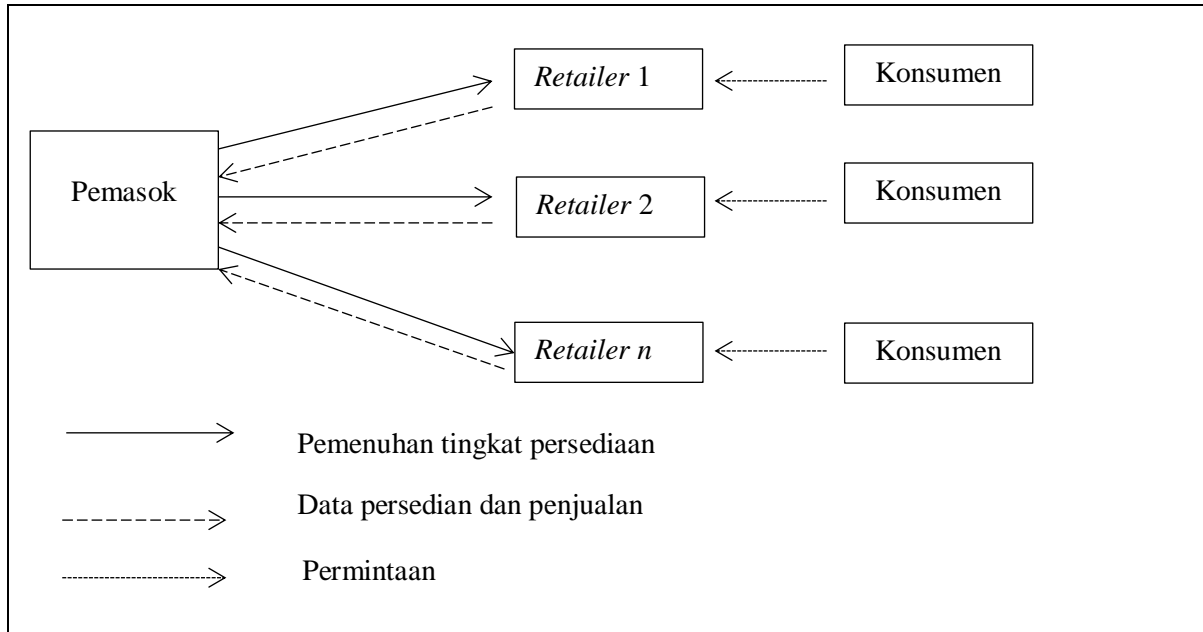 Retailer 1
Konsumen
Pemasok
Retailer 2
Konsumen
Retailer n
Konsumen
Pemenuhan tingkat persediaan
Data persedian dan penjualan
Permintaan